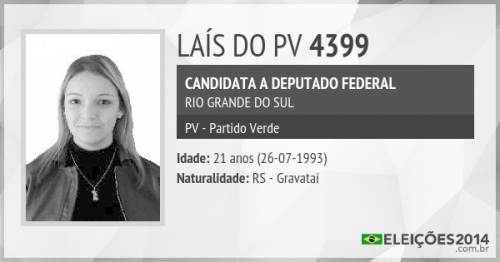 LAÍS DO PV 4399
CANDIDATA A DEPUTADO FEDERAL
RIO GRANDE DO SUL
PV - Partido Verde
Idade: 21 anos (26-07-1993)
Naturalidade: RS - Gravataí
ELEIÇÕES2014
.com.br